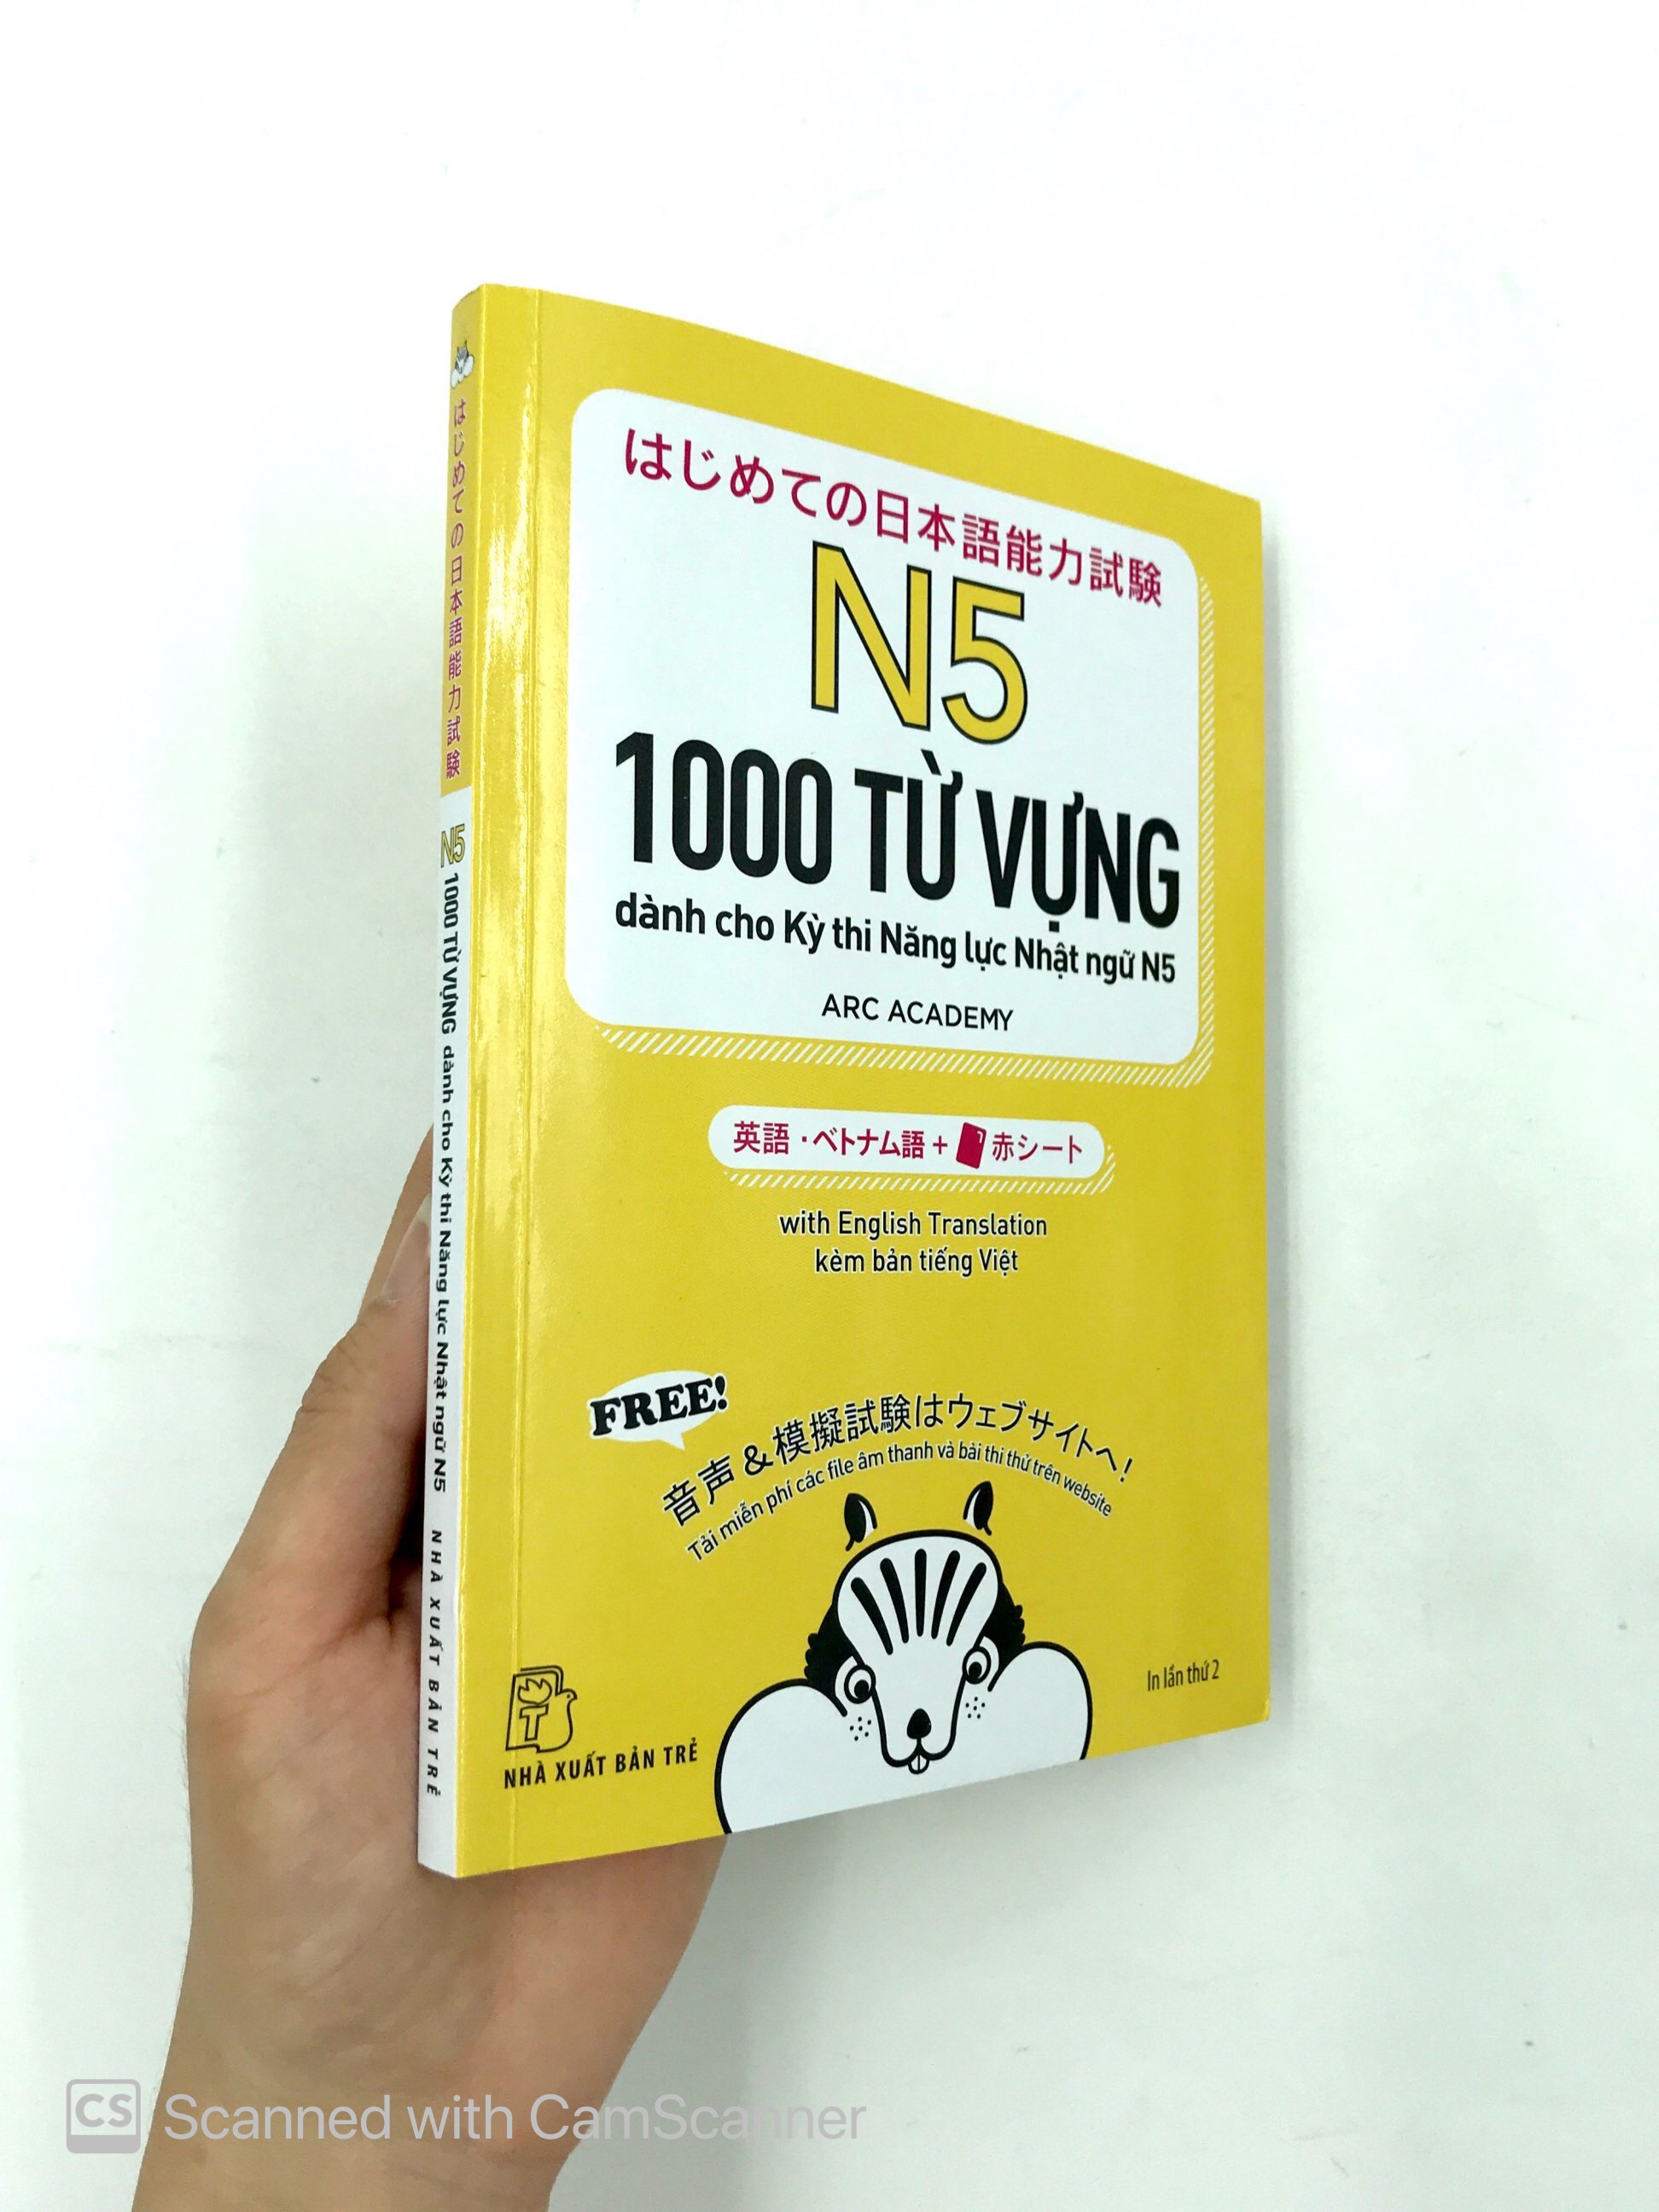 はじめての日本語能力試験
N5
1000 TỪ VỰNG
dành cho Kỳ thi Năng lực Nhật ngữ N5
ARC ACADEMY
英語・ベトナム語+赤シート
with English Translation
kèm bản tiếng Việt
FREE!
音声&模擬試験はウェブサイトへ!
Tải miễn phí các file âm thanh và bài thi thử trên website
In lần thứ 2
T
NHÀ XUẤT BẢN TRẺ
はじめての日本語能力試験 N5 1000 TỪ VỰNG dành cho Kỳ thi Năng lực Nhật ngữ N5 NHÀ XUẤT BẢN TRẺ
CS Scanned with CamScanner